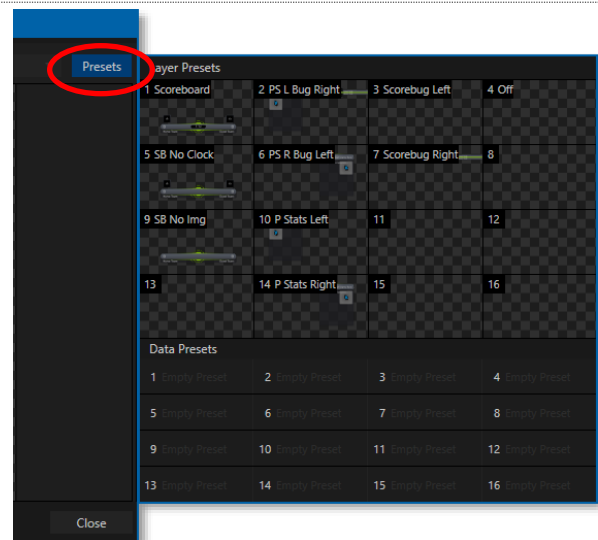 Presets
ayer Presets
1 Scoreboard
2 PS L Bug Right
3 Scorebug Left
4 Off
5 SB No Clock
6 PS R Bug Left
7 Scorebug Right
8
9 SB No Img
10 P Stats Left
11
12
13
14 P Stats Right
15
16
Data Presets
1 Empty Preset
2 Empty Preset
3 Empty Preset
4 Empty Preset
5 Empty Preset
6 Empty Preset
7 Empty Preset
8 Empty Preset
9 Empty Preset
10 Empty Preset
11 Empty Preset
12 Empty Preset
13 Empty Preset
14 Empty Preset
15 Empty Preset
16 Empty Preset
Close